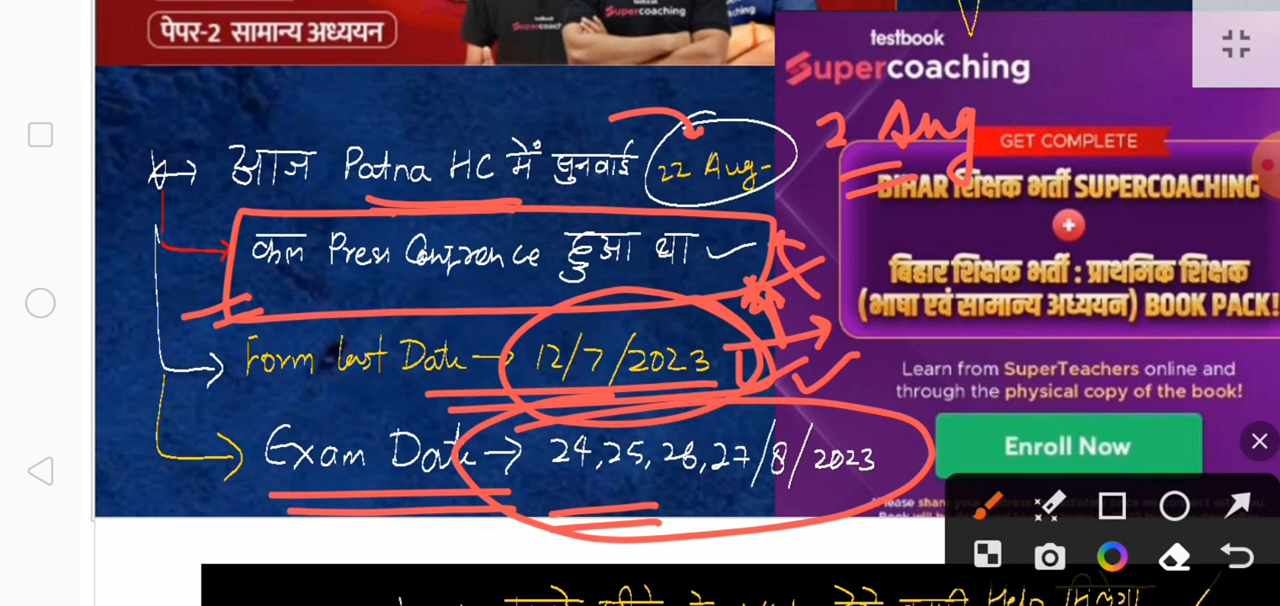 पेपर-2 सामान्य अध्ययन
testbook
Supercoaching
testbook
Supercoaching
GET COMPLETE
BIHAR शिक्षक भर्ती SUPERCOACHING
+
बिहार शिक्षक भर्ती : प्राथमिक शिक्षक
(भाषा एवं सामान्य अध्ययन) BOOK PACK!
Learn from SuperTeachers online and
through the physical copy of the book!
Enroll Now
2 Aug
आज Patna HC में सुनवाई 22 Aug-
Press Confrence हुआ था
Form last Date → 12/7/2023
Exam Date → 24,25,26,27/8/2023